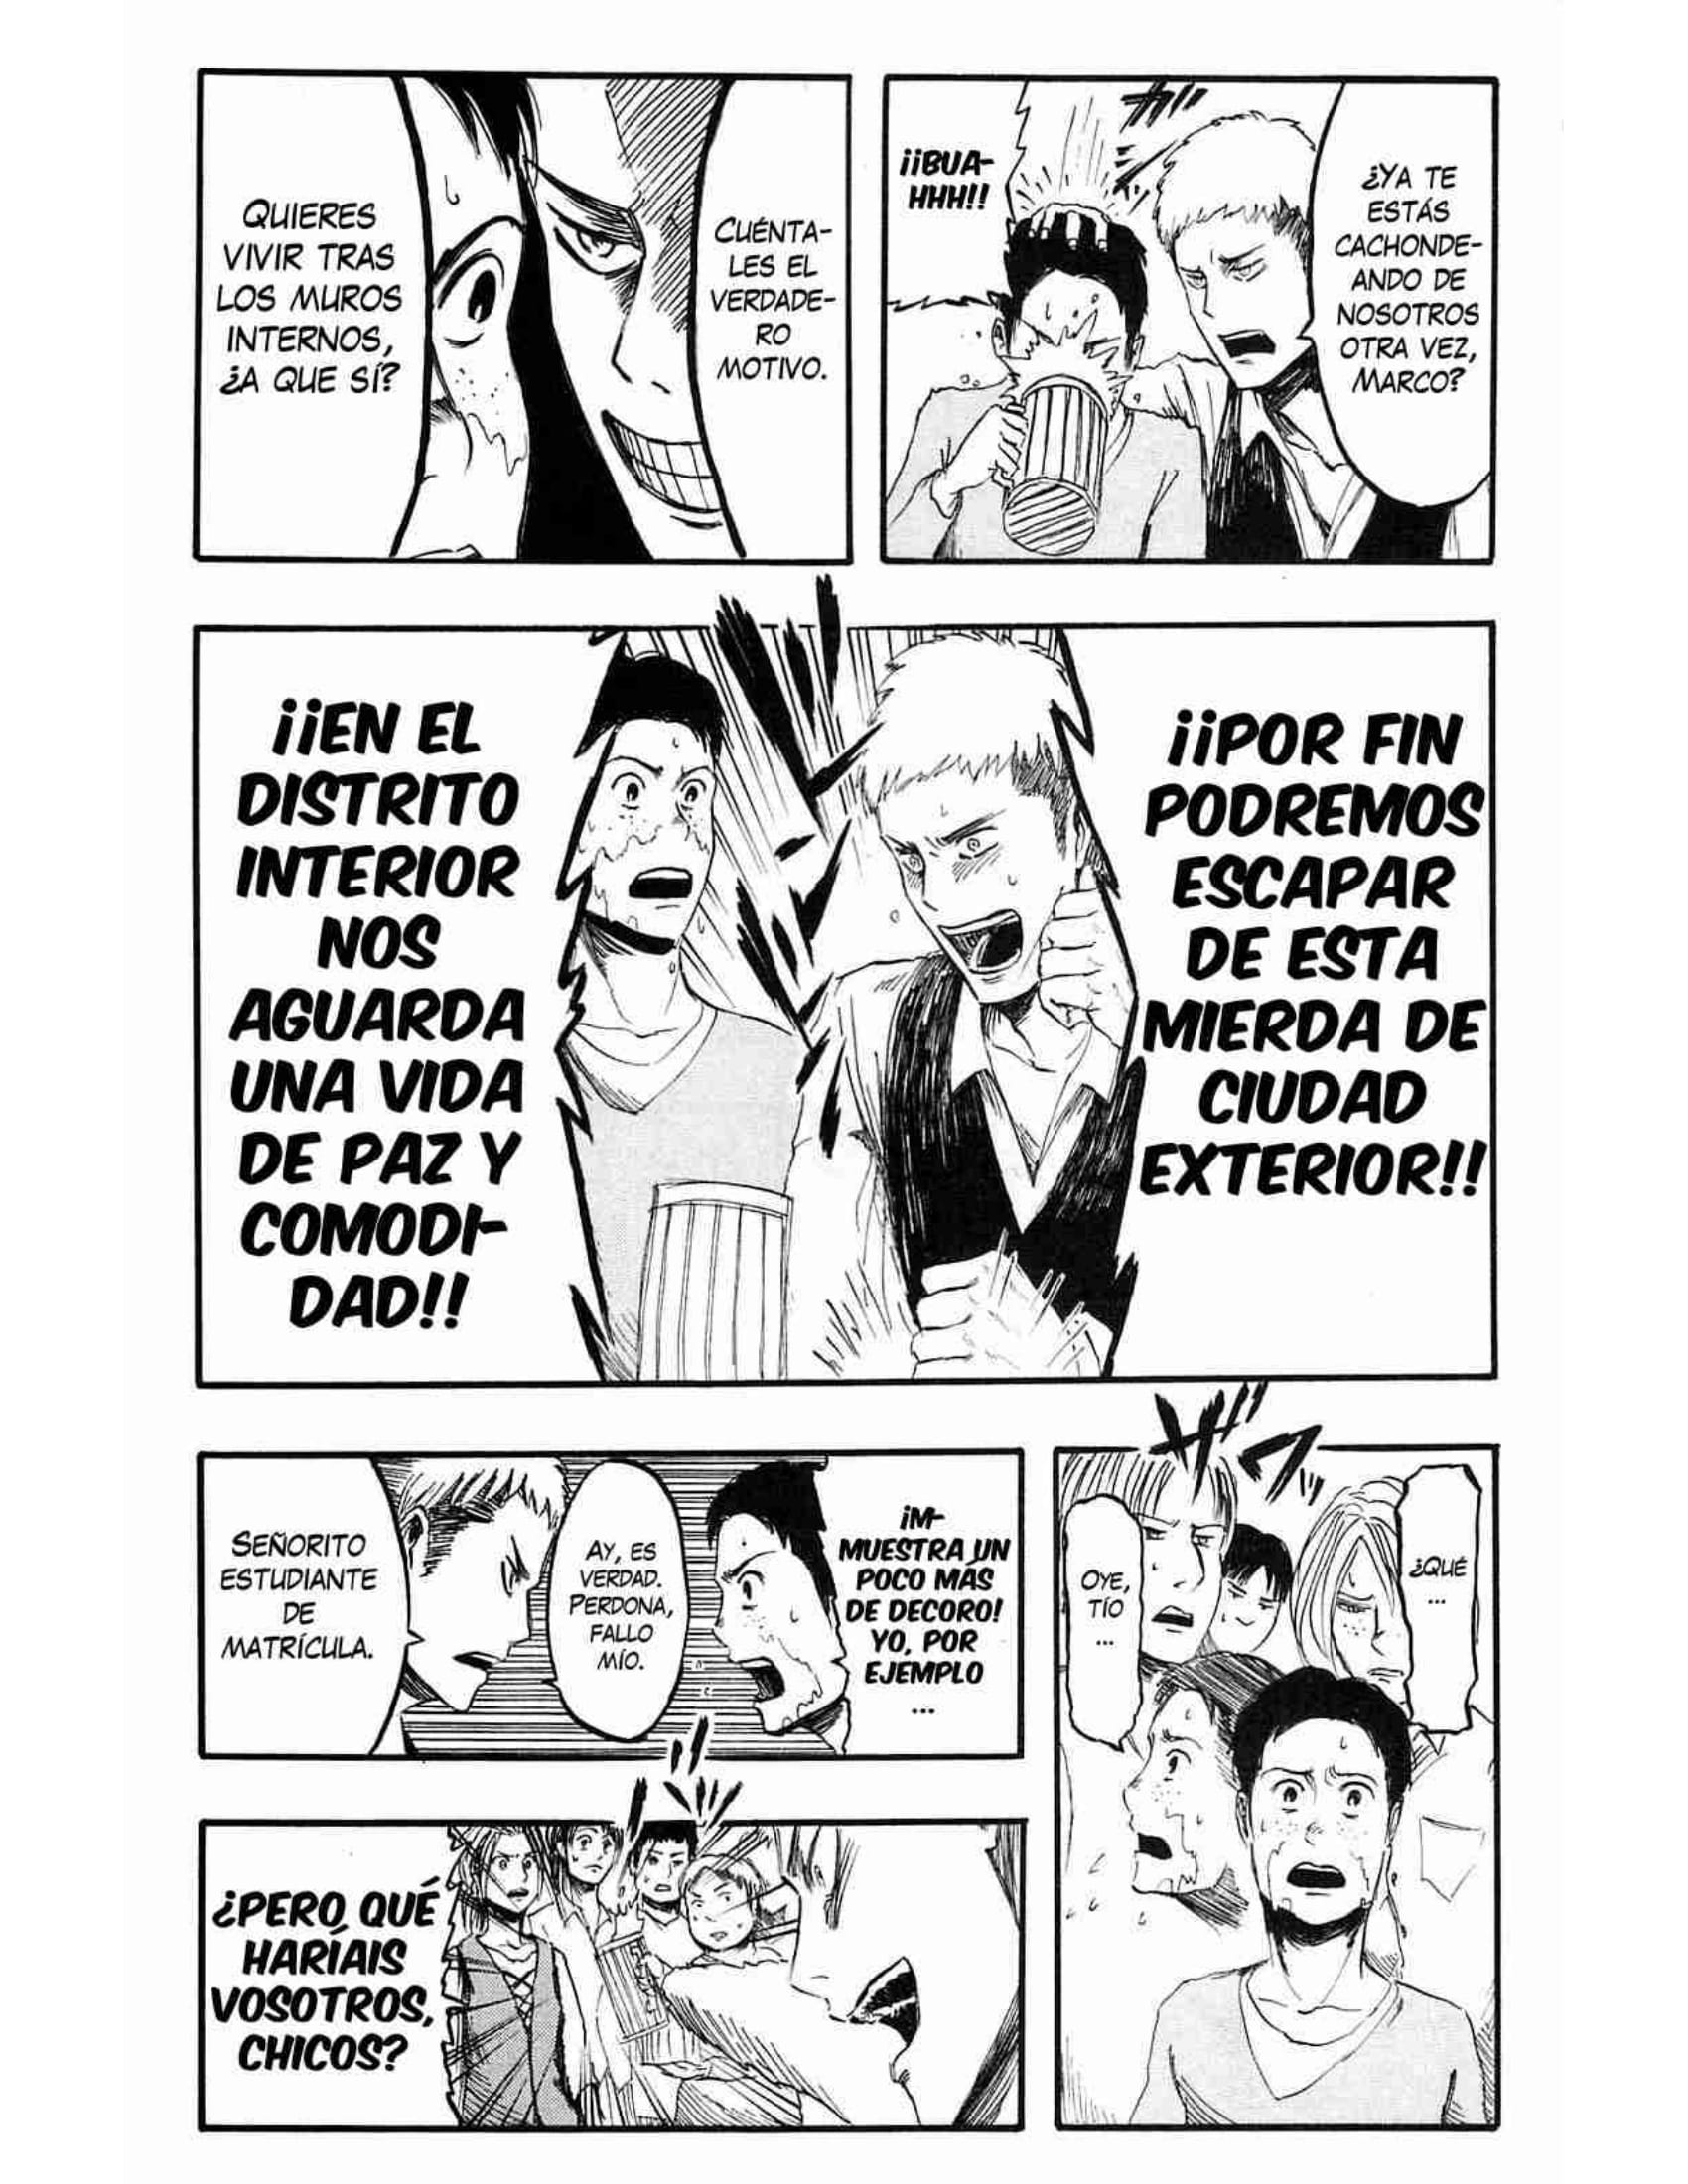 ¿YA TE
ESTÁS
CACHONDE-
ANDO DE
NOSOTROS
OTRA VEZ,
MARCO?
¡¡BUA-
HHH!!
CUÉNTA-
LES EL
VERDADE-
RO
MOTIVO.
QUIERES
VIVIR TRAS
LOS MUROS
INTERNOS,
¿A QUE SÍ?
¡¡POR FIN
PODREMOS
ESCAPAR
DE ESTA
MIERDA DE
CIUDAD
EXTERIOR!!
¡¡EN EL
DISTRITO
INTERIOR
NOS
AGUARDA
UNA VIDA
DE PAZ Y
COMODI-
DAD!!
ザワッ
¿QUÉ
...
OYE,
TÍO
...
¡M-
MUESTRA UN
POCO MÁS
DE DECORO!
YO, POR
EJEMPLO
...
AY, ES
VERDAD.
PERDONA,
FALLO
MÍO.
SEÑORITO
ESTUDIANTE
DE
MATRÍCULA.
¿PERO QUÉ
HARÍAIS
VOSOTROS,
CHICOS?